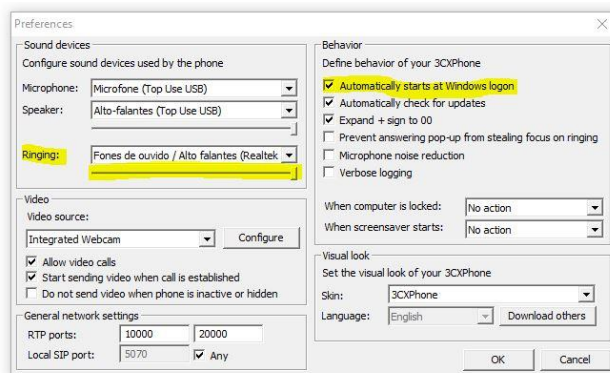 Preferences
Sound devices
Configure sound devices used by the phone
Microphone: Microfone (Top Use USB)
Speaker: Alto-falantes (Top Use USB)
Ringing: Fones de ouvido / Alto falantes (Realtek
Video
Video source:
Integrated Webcam Configure
Allow video calls
Start sending video when call is established
Do not send video when phone is inactive or hidden
General network settings
RTP ports: 10000 20000
Local SIP port: 5070 Any
Behavior
Define behavior of your 3CXPhone
Automatically starts at Windows logon
Automatically check for updates
Expand + sign to 00
Prevent answering pop-up from stealing focus on ringing
Microphone noise reduction
Verbose logging
When computer is locked: No action
When screensaver starts: No action
Visual look
Set the visual look of your 3CXPhone
Skin: 3CXPhone
Language: English Download others
OK Cancel